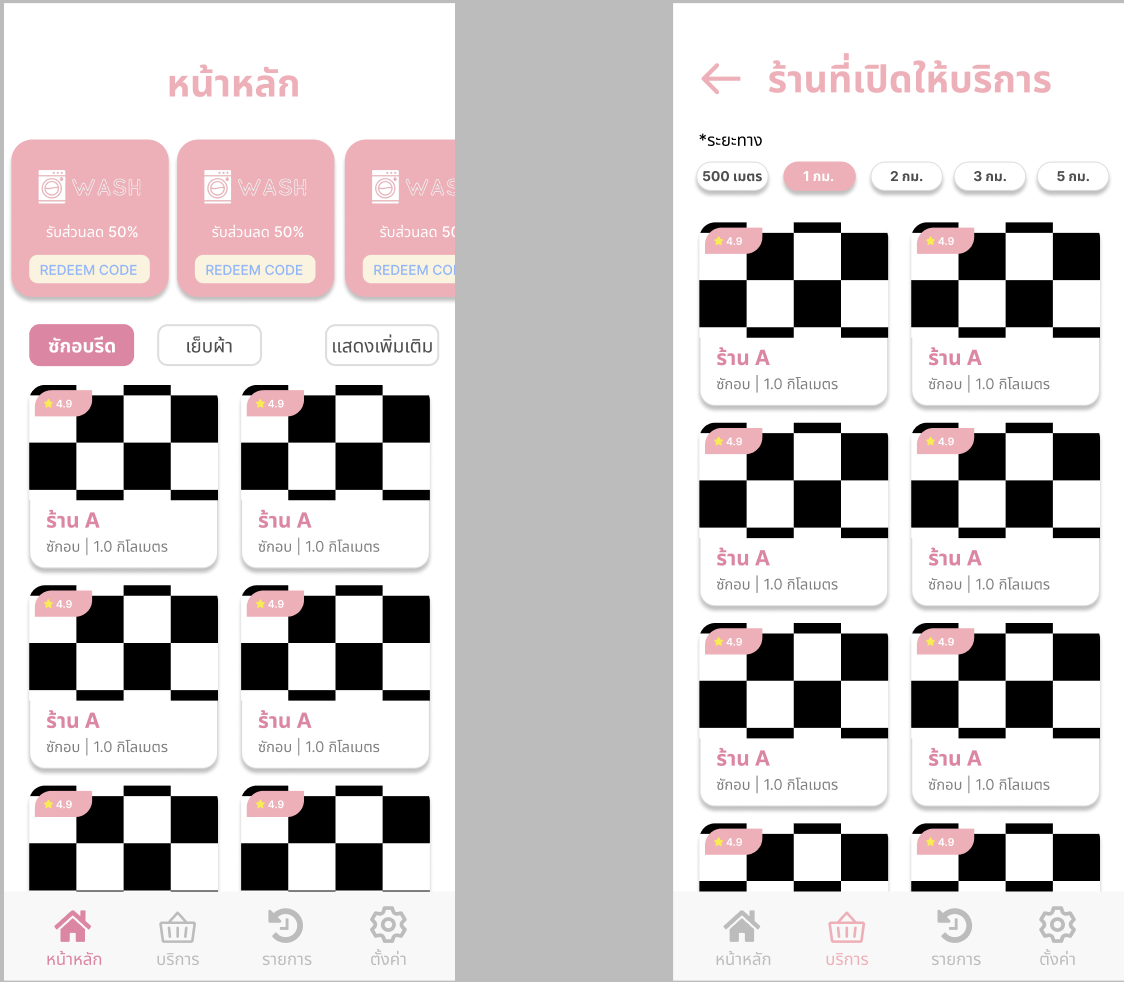 หน้าหลัก
WASH
รับส่วนลด 50%
REDEEM CODE
WASH
รับส่วนลด 50%
REDEEM CODE
WAS
รับส่วนลด 50
REDEEM CO
ซักอบรีด
เย็บผ้า
แสดงเพิ่มเติม
4.9
ร้าน A
ซักอบ | 1.0 กิโลเมตร
4.9
ร้าน A
ซักอบ | 1.0 กิโลเมตร
4.9
ร้าน A
ซักอบ | 1.0 กิโลเมตร
4.9
ร้าน A
ซักอบ | 1.0 กิโลเมตร
4.9
4.9
หน้าหลัก
บริการ
รายการ
ตั้งค่า
ร้านที่เปิดให้บริการ
*ระยะทาง
500 เมตร
1 กม.
2 กม.
3 กม.
5 กม.
4.9
ร้าน A
ซักอบ | 1.0 กิโลเมตร
4.9
ร้าน A
ซักอบ | 1.0 กิโลเมตร
4.9
ร้าน A
ซักอบ | 1.0 กิโลเมตร
4.9
ร้าน A
ซักอบ | 1.0 กิโลเมตร
4.9
ร้าน A
ซักอบ | 1.0 กิโลเมตร
4.9
ร้าน A
ซักอบ | 1.0 กิโลเมตร
4.9
4.9
หน้าหลัก
บริการ
รายการ
ตั้งค่า